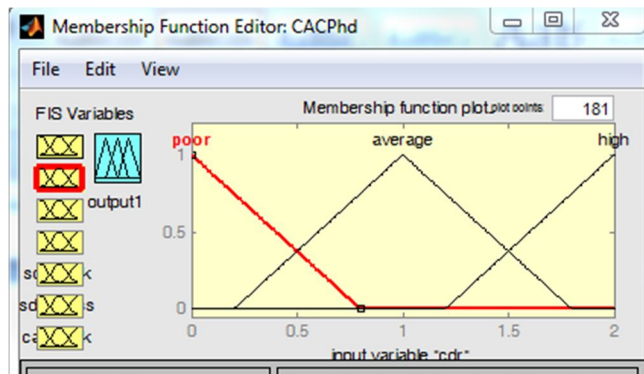 Membership Function Editor: CACPhd
File Edit View
FIS Variables
output1
Membership function plots plot points: 181
poor average high
1
0.5
0
0 0.5 1 1.5 2
input variable "cdr"